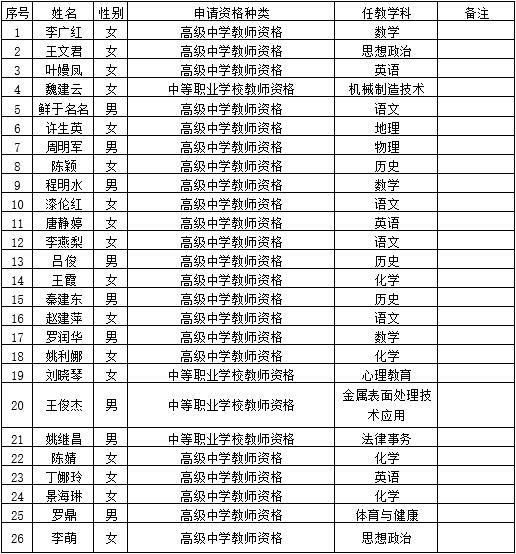 序号 姓名 性别 申请资格种类 任教学科 备注
1 李广红 女 高级中学教师资格 数学
2 王文君 女 高级中学教师资格 思想政治
3 叶嫚凤 女 高级中学教师资格 英语
4 魏建云 女 中等职业学校教师资格 机械制造技术
5 鲜于名名 男 高级中学教师资格 语文
6 许生英 女 高级中学教师资格 地理
7 周明军 男 高级中学教师资格 物理
8 陈颖 女 高级中学教师资格 历史
9 程明水 男 高级中学教师资格 数学
10 漆伦红 女 高级中学教师资格 语文
11 唐静婷 女 高级中学教师资格 英语
12 李燕梨 女 高级中学教师资格 语文
13 吕俊 男 高级中学教师资格 历史
14 王霞 女 高级中学教师资格 化学
15 秦建东 男 高级中学教师资格 历史
16 赵建萍 女 高级中学教师资格 语文
17 罗润华 男 高级中学教师资格 数学
18 姚利娜 女 高级中学教师资格 化学
19 刘晓琴 女 中等职业学校教师资格 心理教育
20 王俊杰 男 中等职业学校教师资格 金属表面处理技
术应用
21 姚继昌 男 中等职业学校教师资格 法律事务
22 陈婧 女 高级中学教师资格 化学
23 丁娜玲 女 高级中学教师资格 英语
24 景海琳 女 高级中学教师资格 化学
25 罗鼎 男 高级中学教师资格 体育与健康
26 李萌 女 高级中学教师资格 思想政治